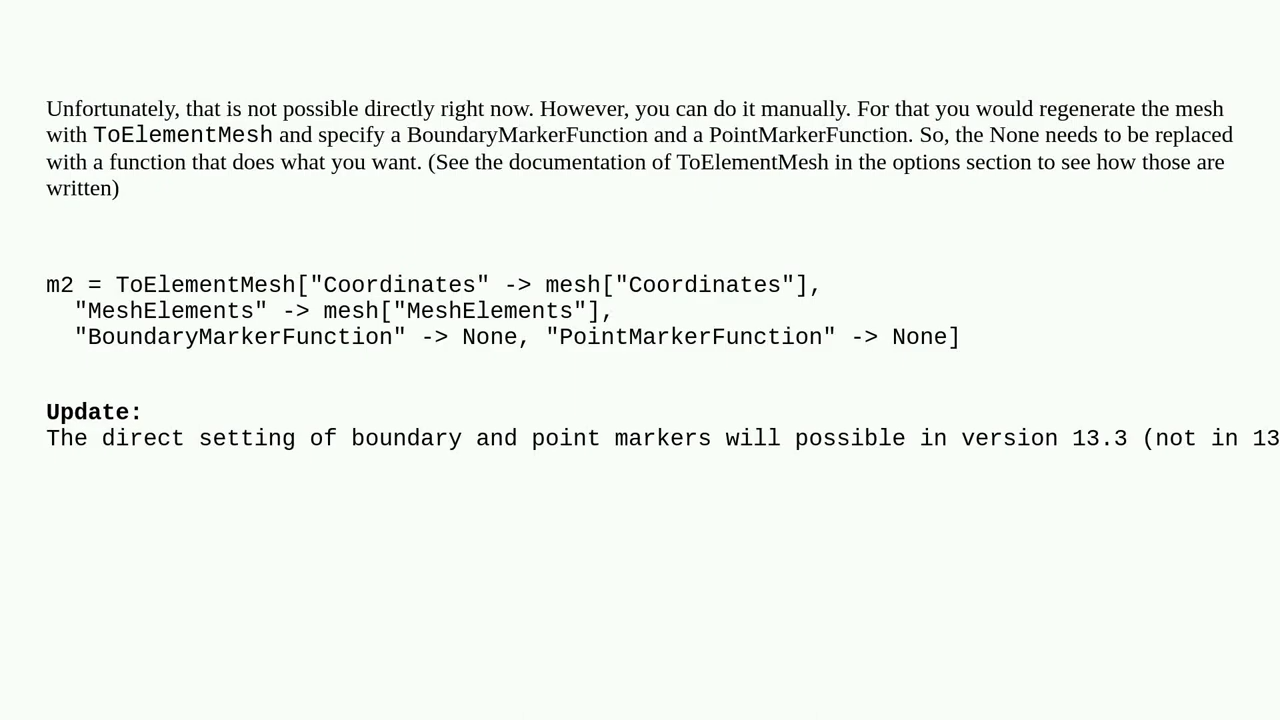 Unfortunately, that is not possible directly right now. However, you can do it manually. For that you would regenerate the mesh
with ToElementMesh and specify a BoundaryMarkerFunction and a PointMarkerFunction. So, the None needs to be replaced
with a function that does what you want. (See the documentation of ToElementMesh in the options section to see how those are
written)
m2 = ToElementMesh["Coordinates" -> mesh["Coordinates"],
"MeshElements" -> mesh["MeshElements"],
"BoundaryMarkerFunction" -> None, "PointMarkerFunction" -> None]
Update:
The direct setting of boundary and point markers will possible in version 13.3 (not in 13